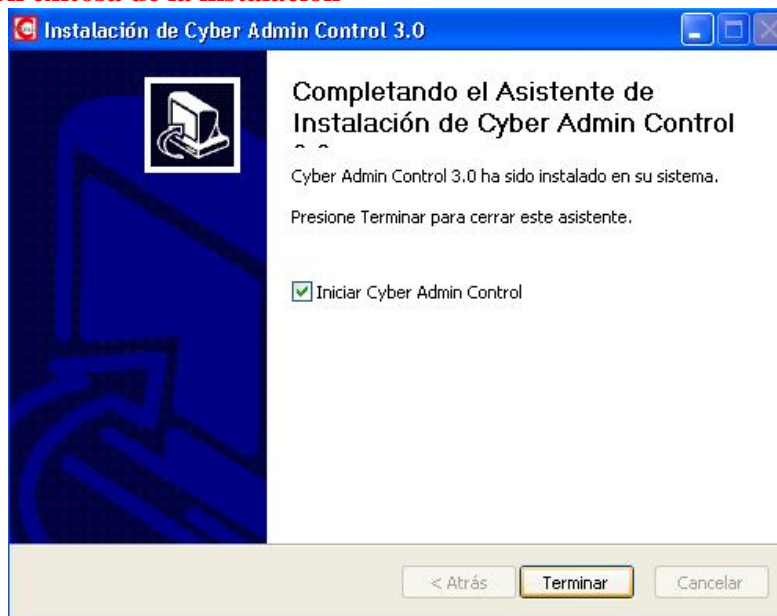 de la
Instalación de Cyber Admin Control 3.0
Completando el Asistente de
Instalación de Cyber Admin Control
Cyber Admin Control 3.0 ha sido instalado en su sistema.
Presione Terminar para cerrar este asistente.
Iniciar Cyber Admin Control
< Atrás Terminar Cancelar